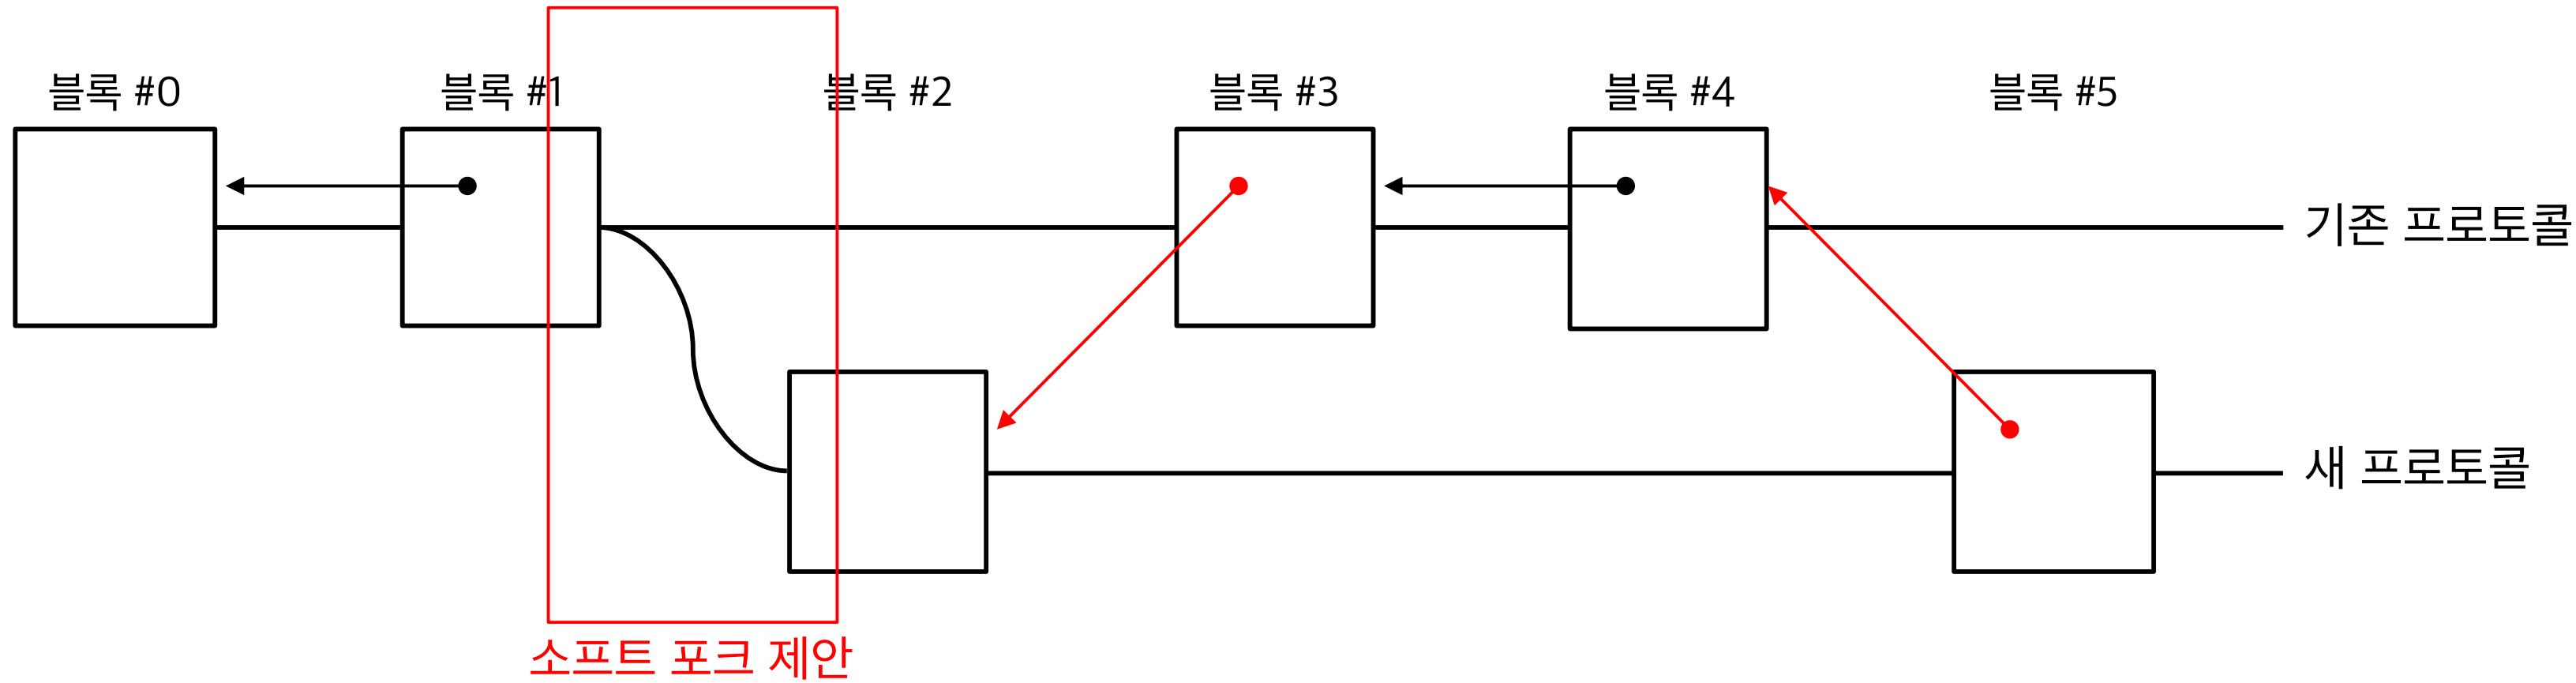 블록 #0
블록 #1
블록 #2
블록 #3
블록 #4
블록 #5
기존 프로토콜
새 프로토콜
소프트 포크 제안